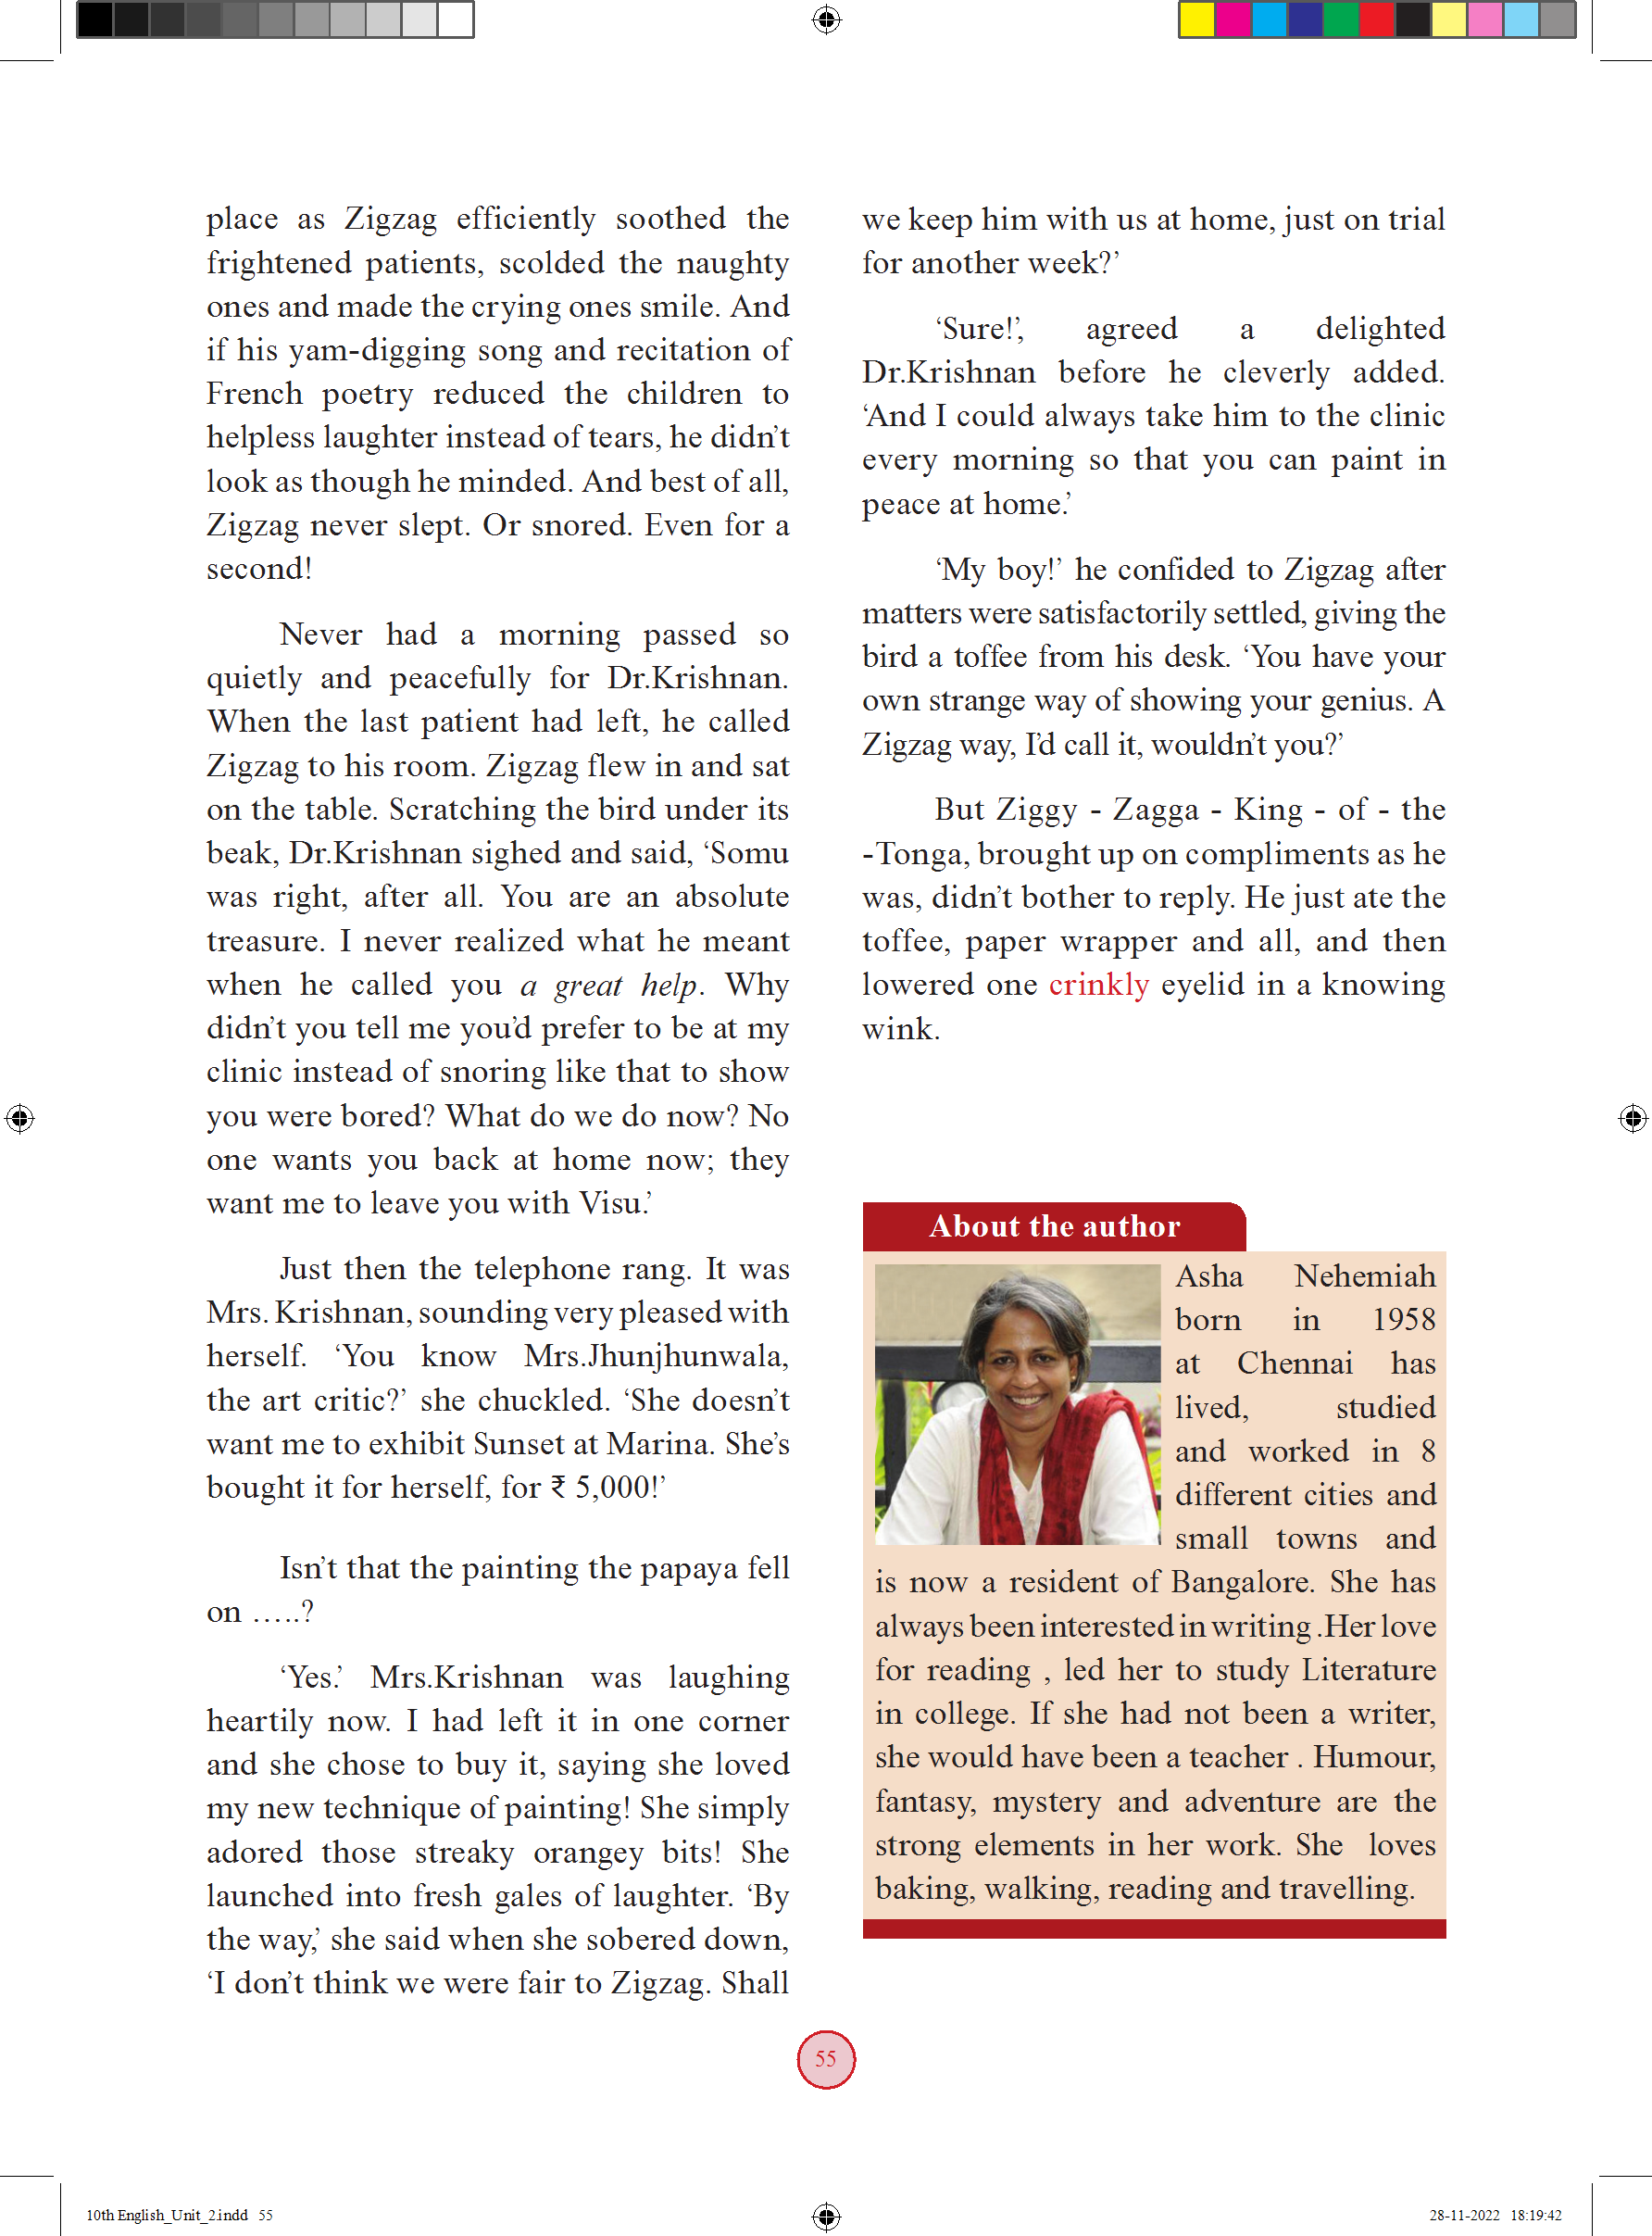 place as Zigzag efficiently soothed the
frightened patients, scolded the naughty
ones and made the crying ones smile. And
if his yam-digging song and recitation of
French poetry reduced the children to
helpless laughter instead of tears, he didn’t
look as though he minded. And best of all,
Zigzag never slept. Or snored. Even for a
second!
Never had a morning passed so
quietly and peacefully for Dr.Krishnan.
When the last patient had left, he called
Zigzag to his room. Zigzag flew in and sat
on the table. Scratching the bird under its
beak, Dr.Krishnan sighed and said, ‘Somu
was right, after all. You are an absolute
treasure. I never realized what he meant
when he called you a great help. Why
didn’t you tell me you’d prefer to be at my
clinic instead of snoring like that to show
you were bored? What do we do now? No
one wants you back at home now; they
want me to leave you with Visu.’
Just then the telephone rang. It was
Mrs. Krishnan, sounding very pleased with
herself. ‘You know Mrs.Jhunjhunwala,
the art critic?’ she chuckled. ‘She doesn’t
want me to exhibit Sunset at Marina. She’s
bought it for herself, for ₹ 5,000!’
Isn’t that the painting the papaya fell
on …..?
‘Yes.’ Mrs.Krishnan was laughing
heartily now. I had left it in one corner
and she chose to buy it, saying she loved
my new technique of painting! She simply
adored those streaky orangey bits! She
launched into fresh gales of laughter. ‘By
the way,’ she said when she sobered down,
‘I don’t think we were fair to Zigzag. Shall
we keep him with us at home, just on trial
for another week?’
‘Sure!’, agreed a delighted
Dr.Krishnan before he cleverly added.
‘And I could always take him to the clinic
every morning so that you can paint in
peace at home.’
‘My boy!’ he confided to Zigzag after
matters were satisfactorily settled, giving the
bird a toffee from his desk. ‘You have your
own strange way of showing your genius. A
Zigzag way, I’d call it, wouldn’t you?’
But Ziggy - Zagga - King - of - the
-Tonga, brought up on compliments as he
was, didn’t bother to reply. He just ate the
toffee, paper wrapper and all, and then
lowered one crinkly eyelid in a knowing
wink.
About the author
Asha Nehemiah
born in 1958
at Chennai has
lived, studied
and worked in 8
different cities and
small towns and
is now a resident of Bangalore. She has
always been interested in writing .Her love
for reading , led her to study Literature
in college. If she had not been a writer,
she would have been a teacher . Humour,
fantasy, mystery and adventure are the
strong elements in her work. She loves
baking, walking, reading and travelling.
55
10th English_Unit_2.indd 55
28-11-2022 18:19:42